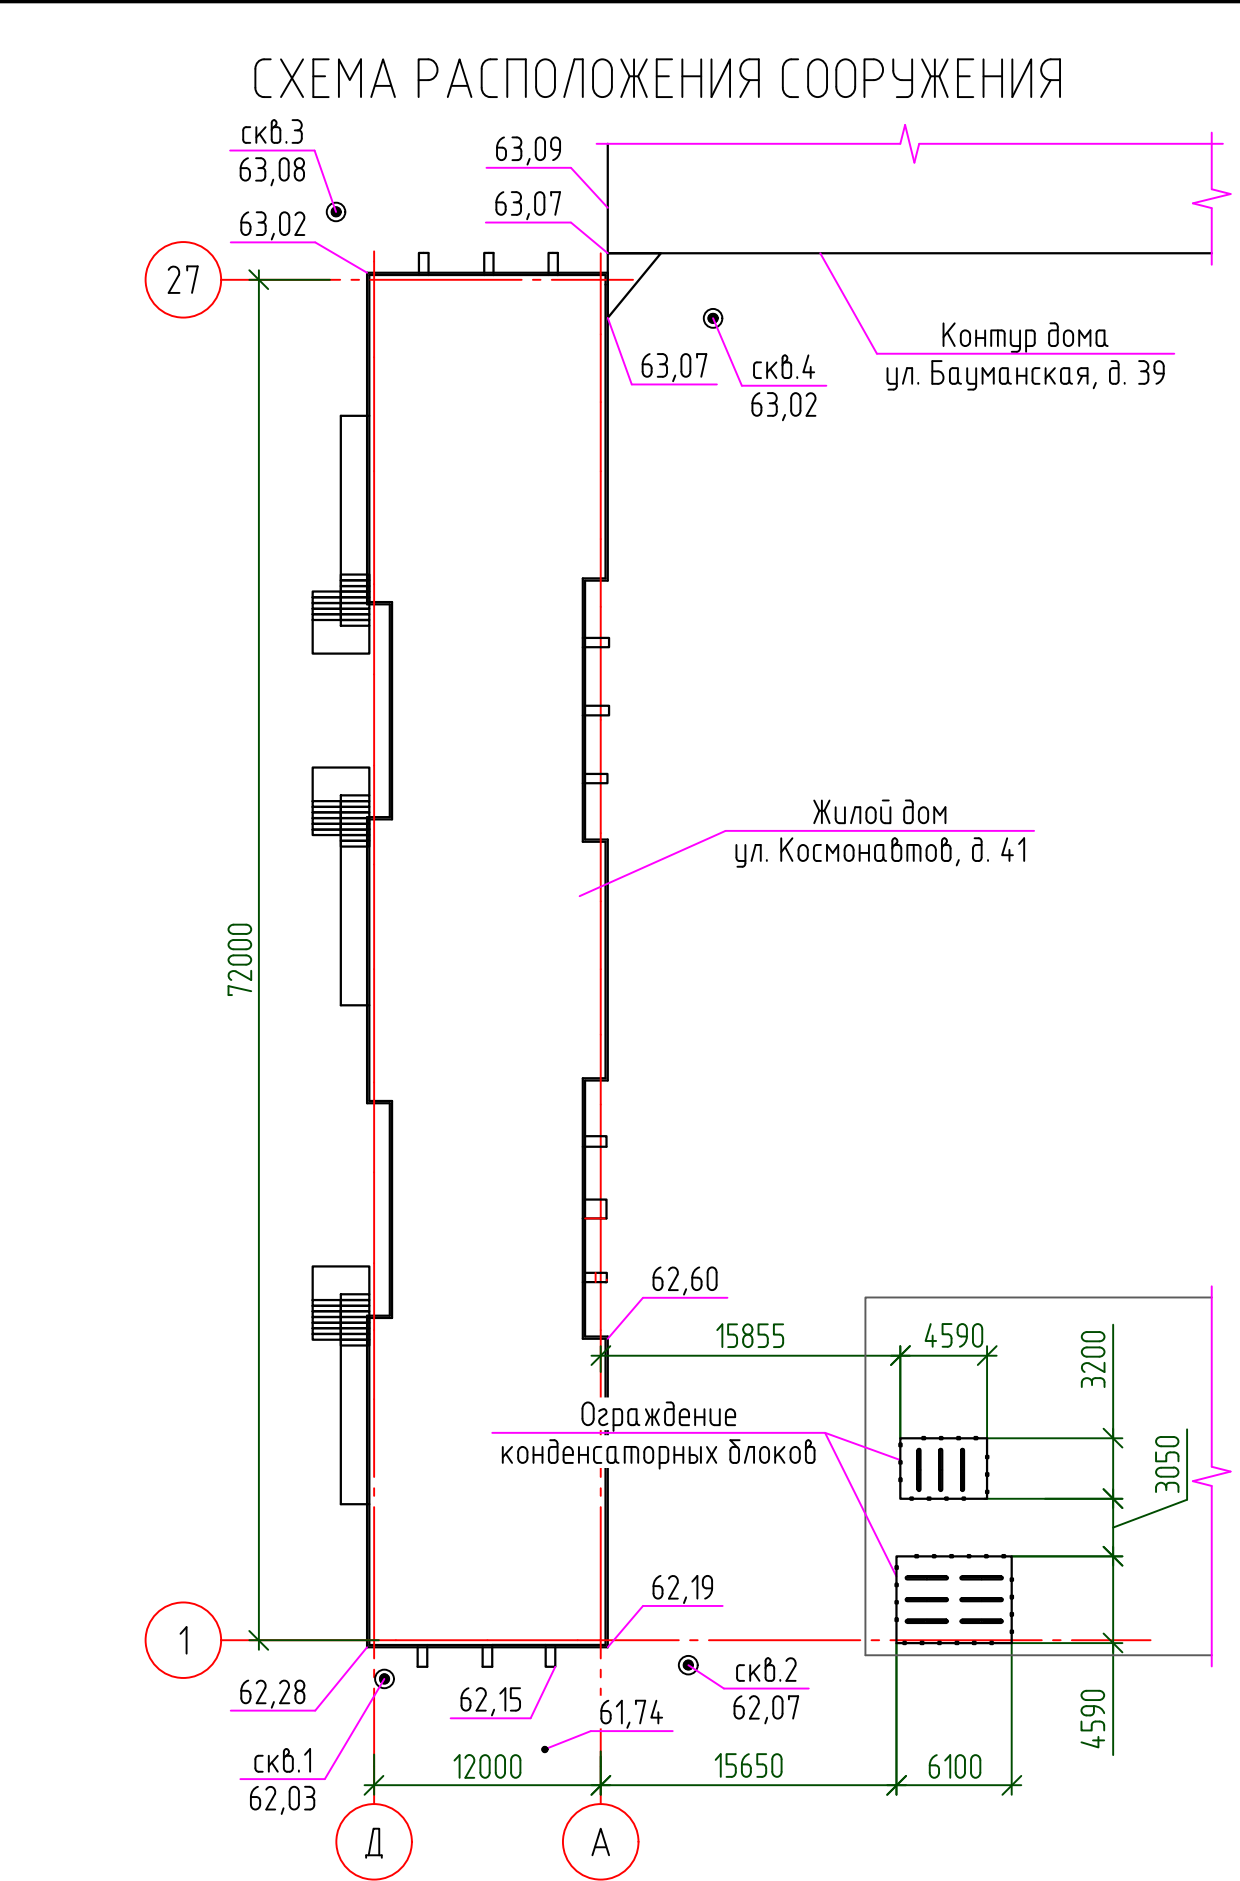 СХЕМА РАСПОЛОЖЕНИЯ СООРУЖЕНИЯ
скв.3
63,08
63,09
63,07
63,02
27
Контур дома
ул. Бауманская, д. 39
63,07
скв.4
63,02
Жилой дом
ул. Космонавтов, д. 41
72000
62,60
15855
4590
3200
Ограждение
конденсаторных блоков
3050
62,19
1
скв.2
62,07
62,28
62,15
61,74
4590
скв.1
62,03
12000
15650
6100
Д
А